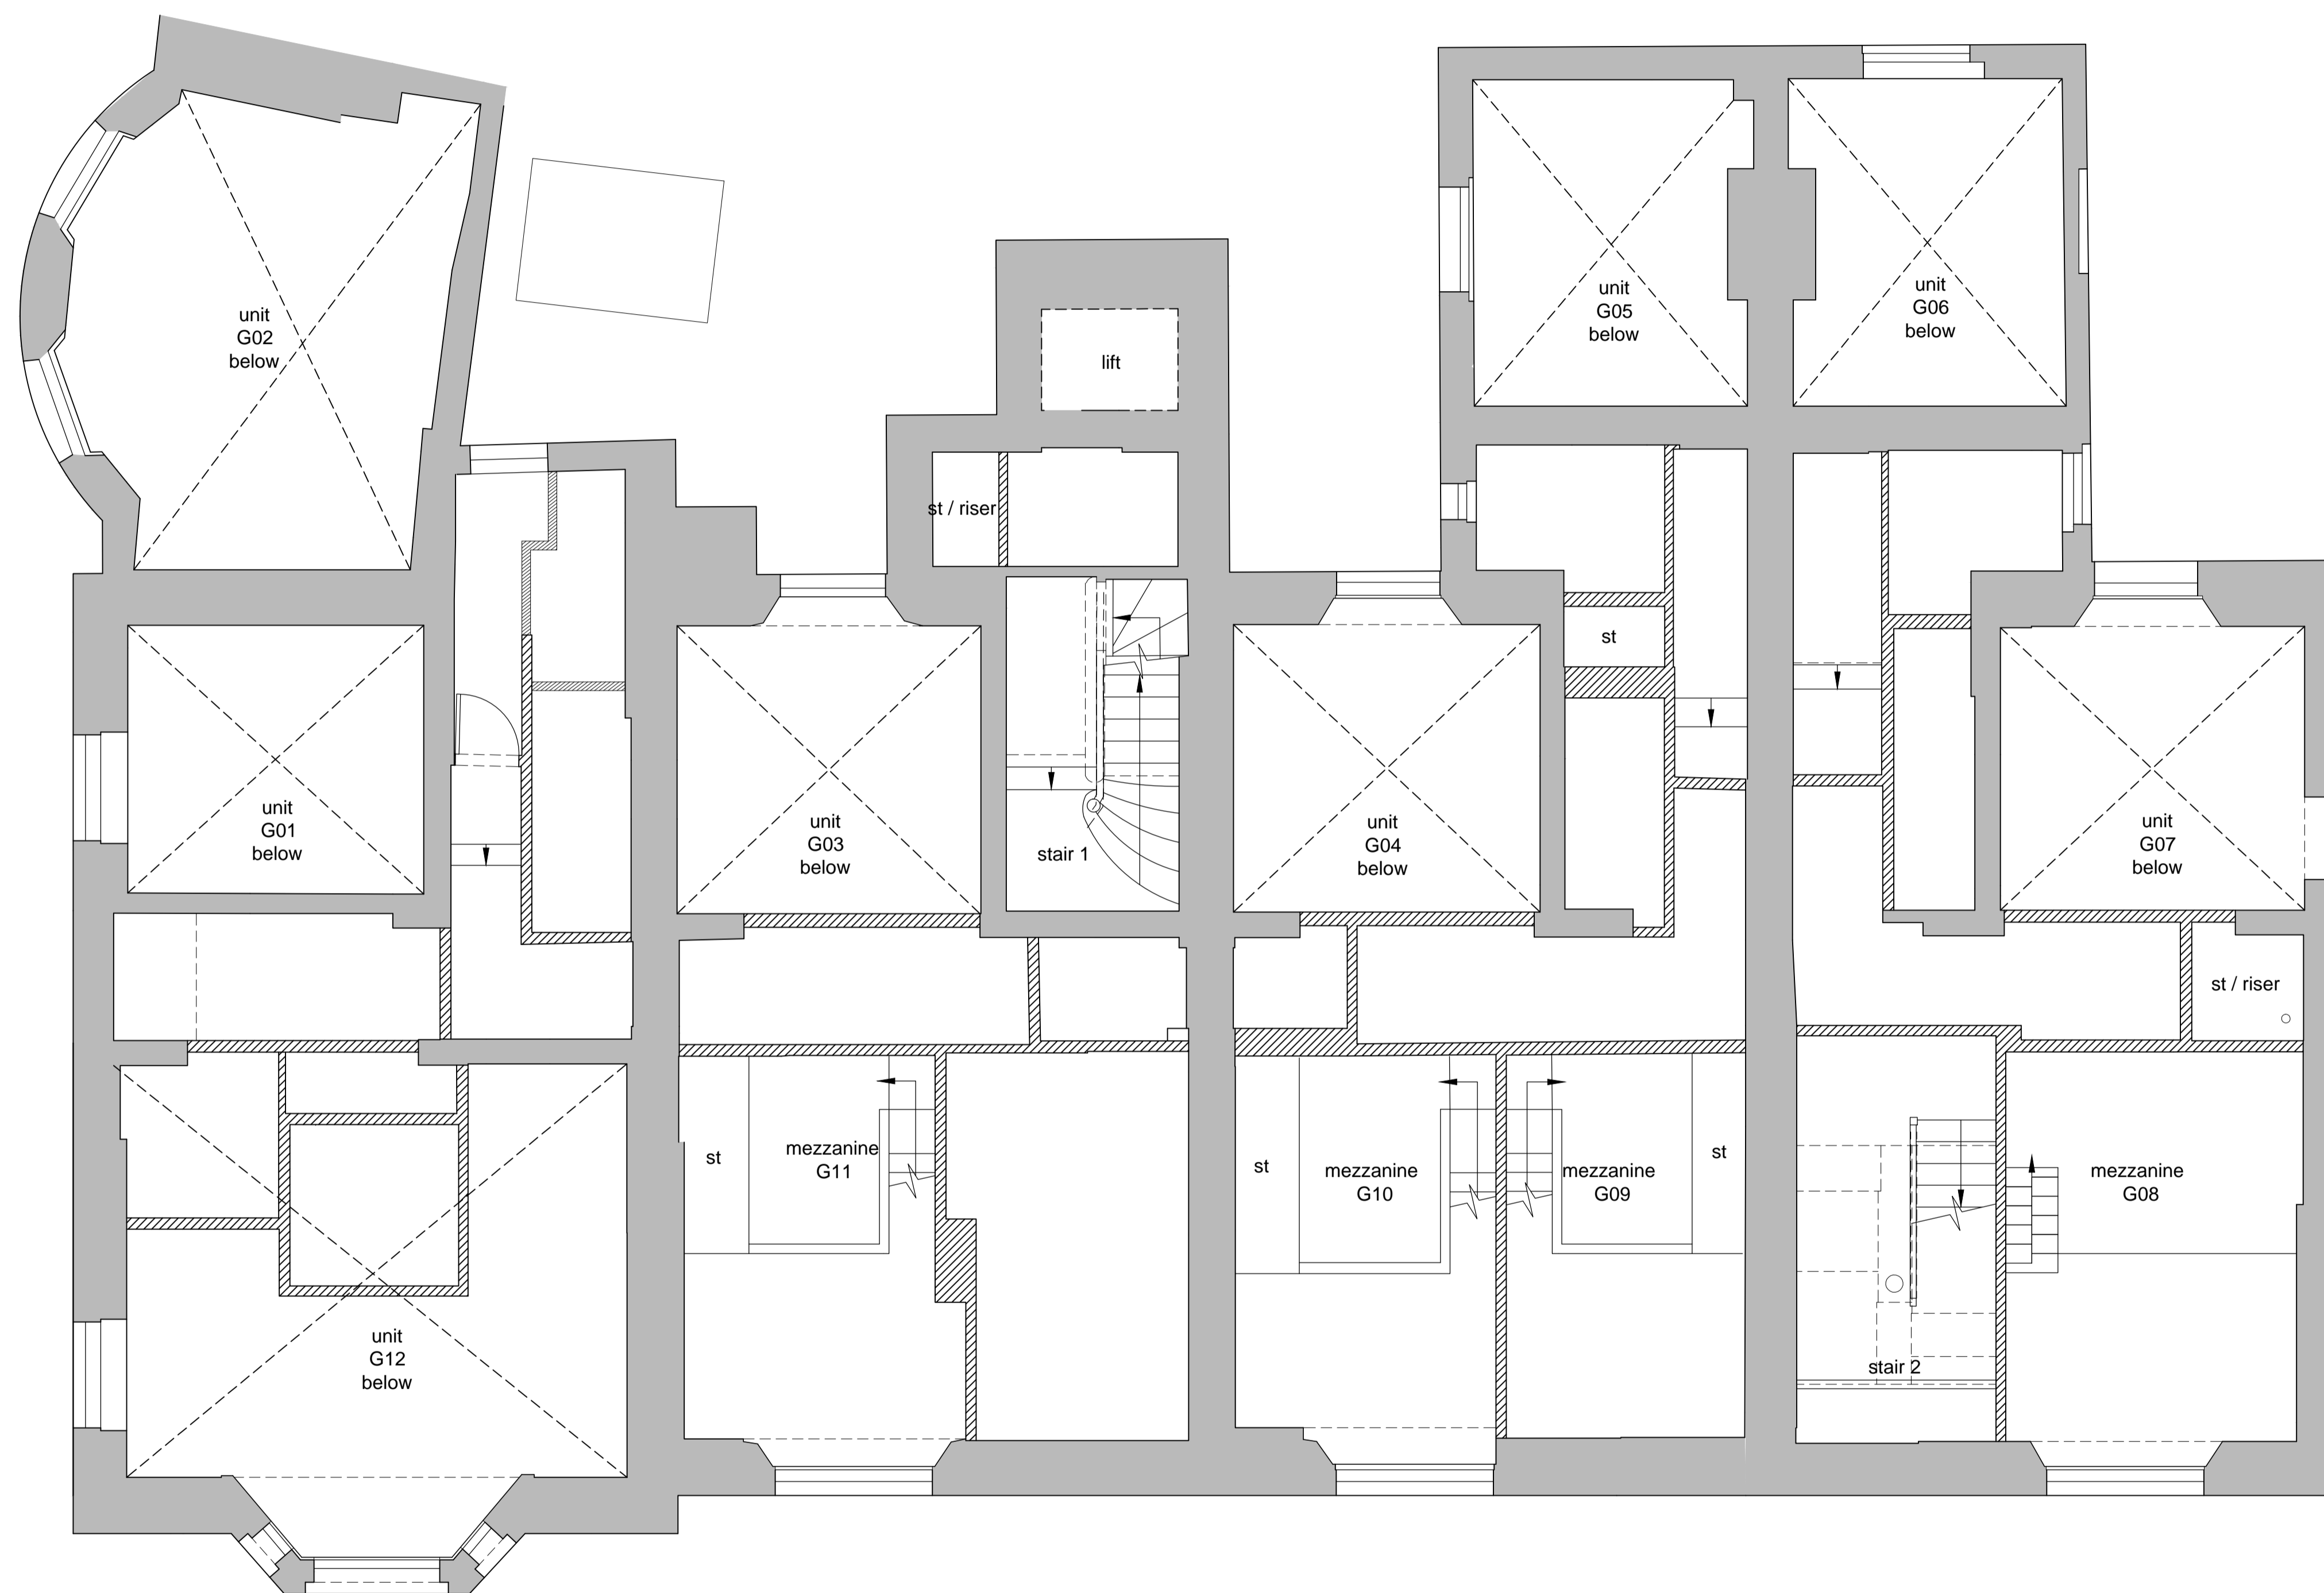 unit
G02
below
lift
unit
G05
below
unit
G06
below
st / riser
st
unit
G01
below
unit
G03
below
stair 1
unit
G04
below
unit
G07
below
st / riser
st
mezzanine
G11
st
mezzanine
G10
mezzanine
G09
st
mezzanine
G08
unit
G12
below
stair 2